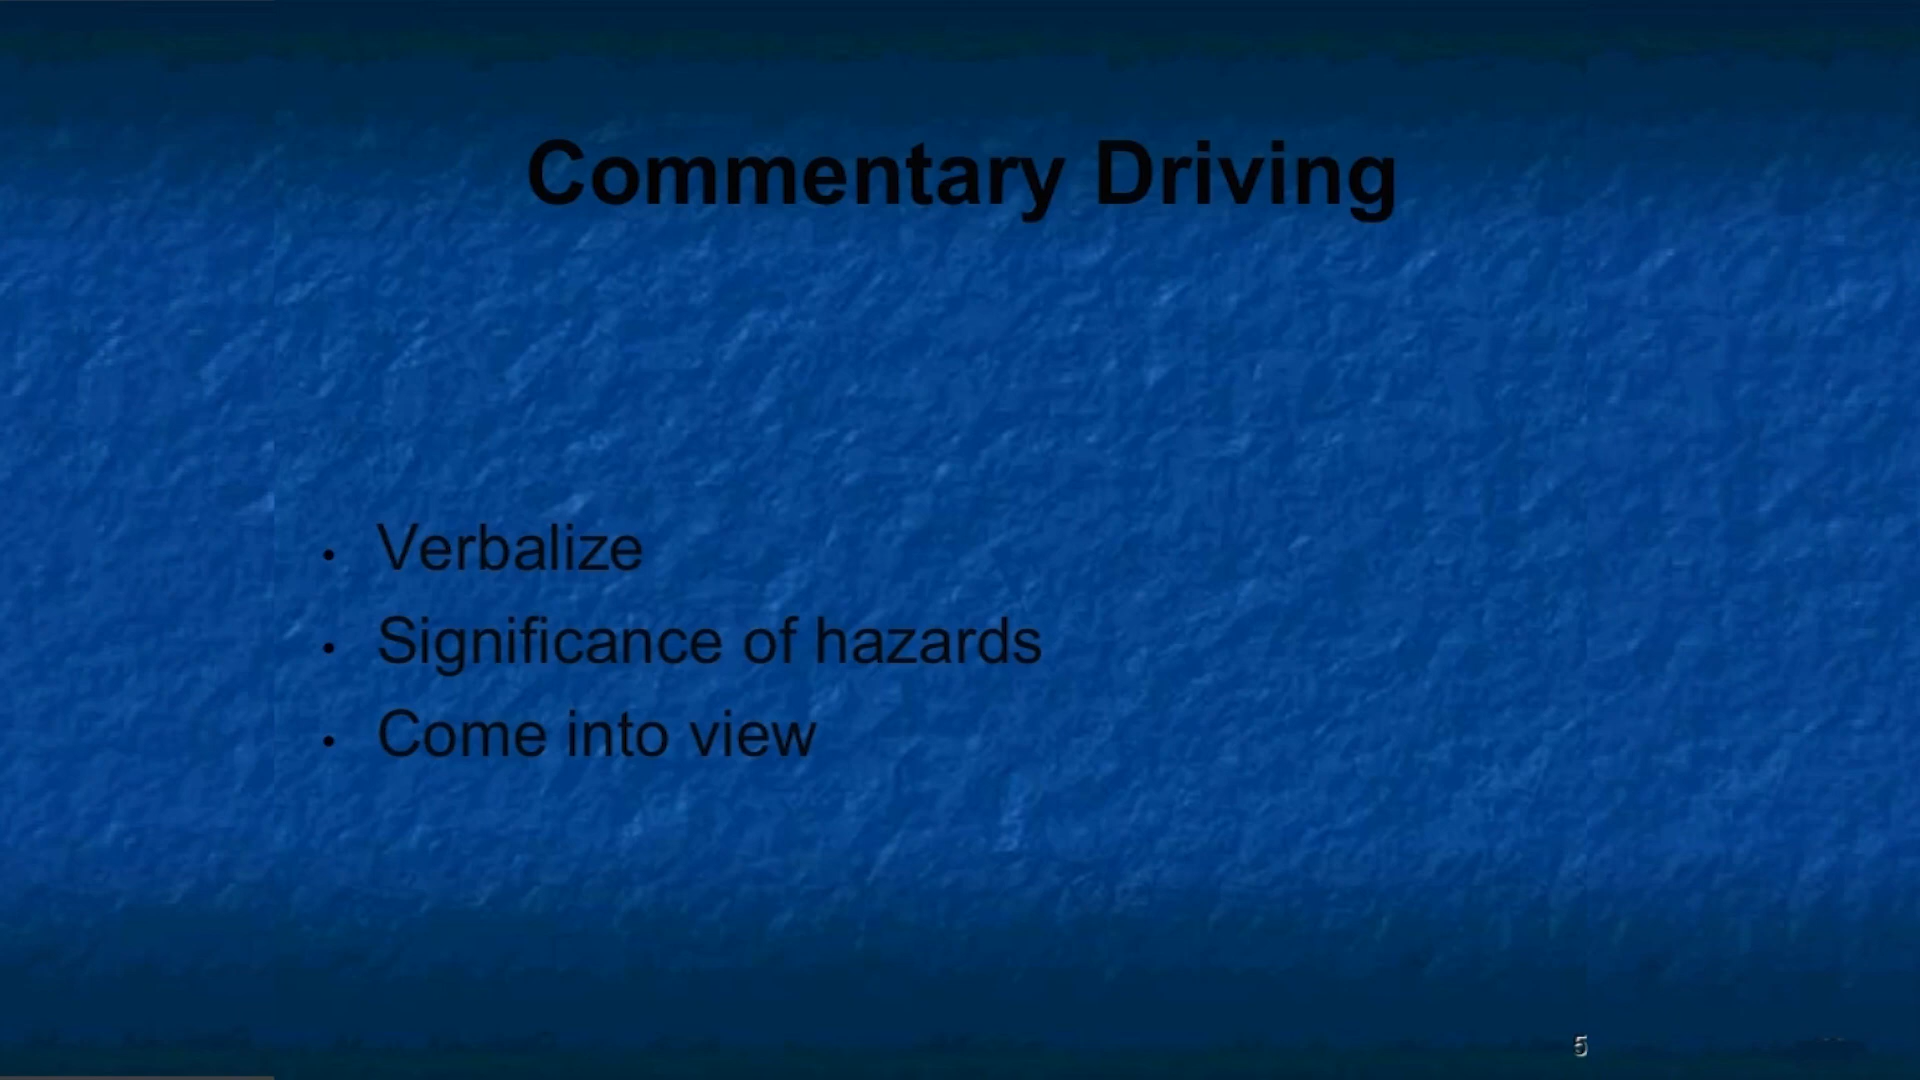 Commentary Driving
• Verbalize
• Significance of hazards
• Come into view
5